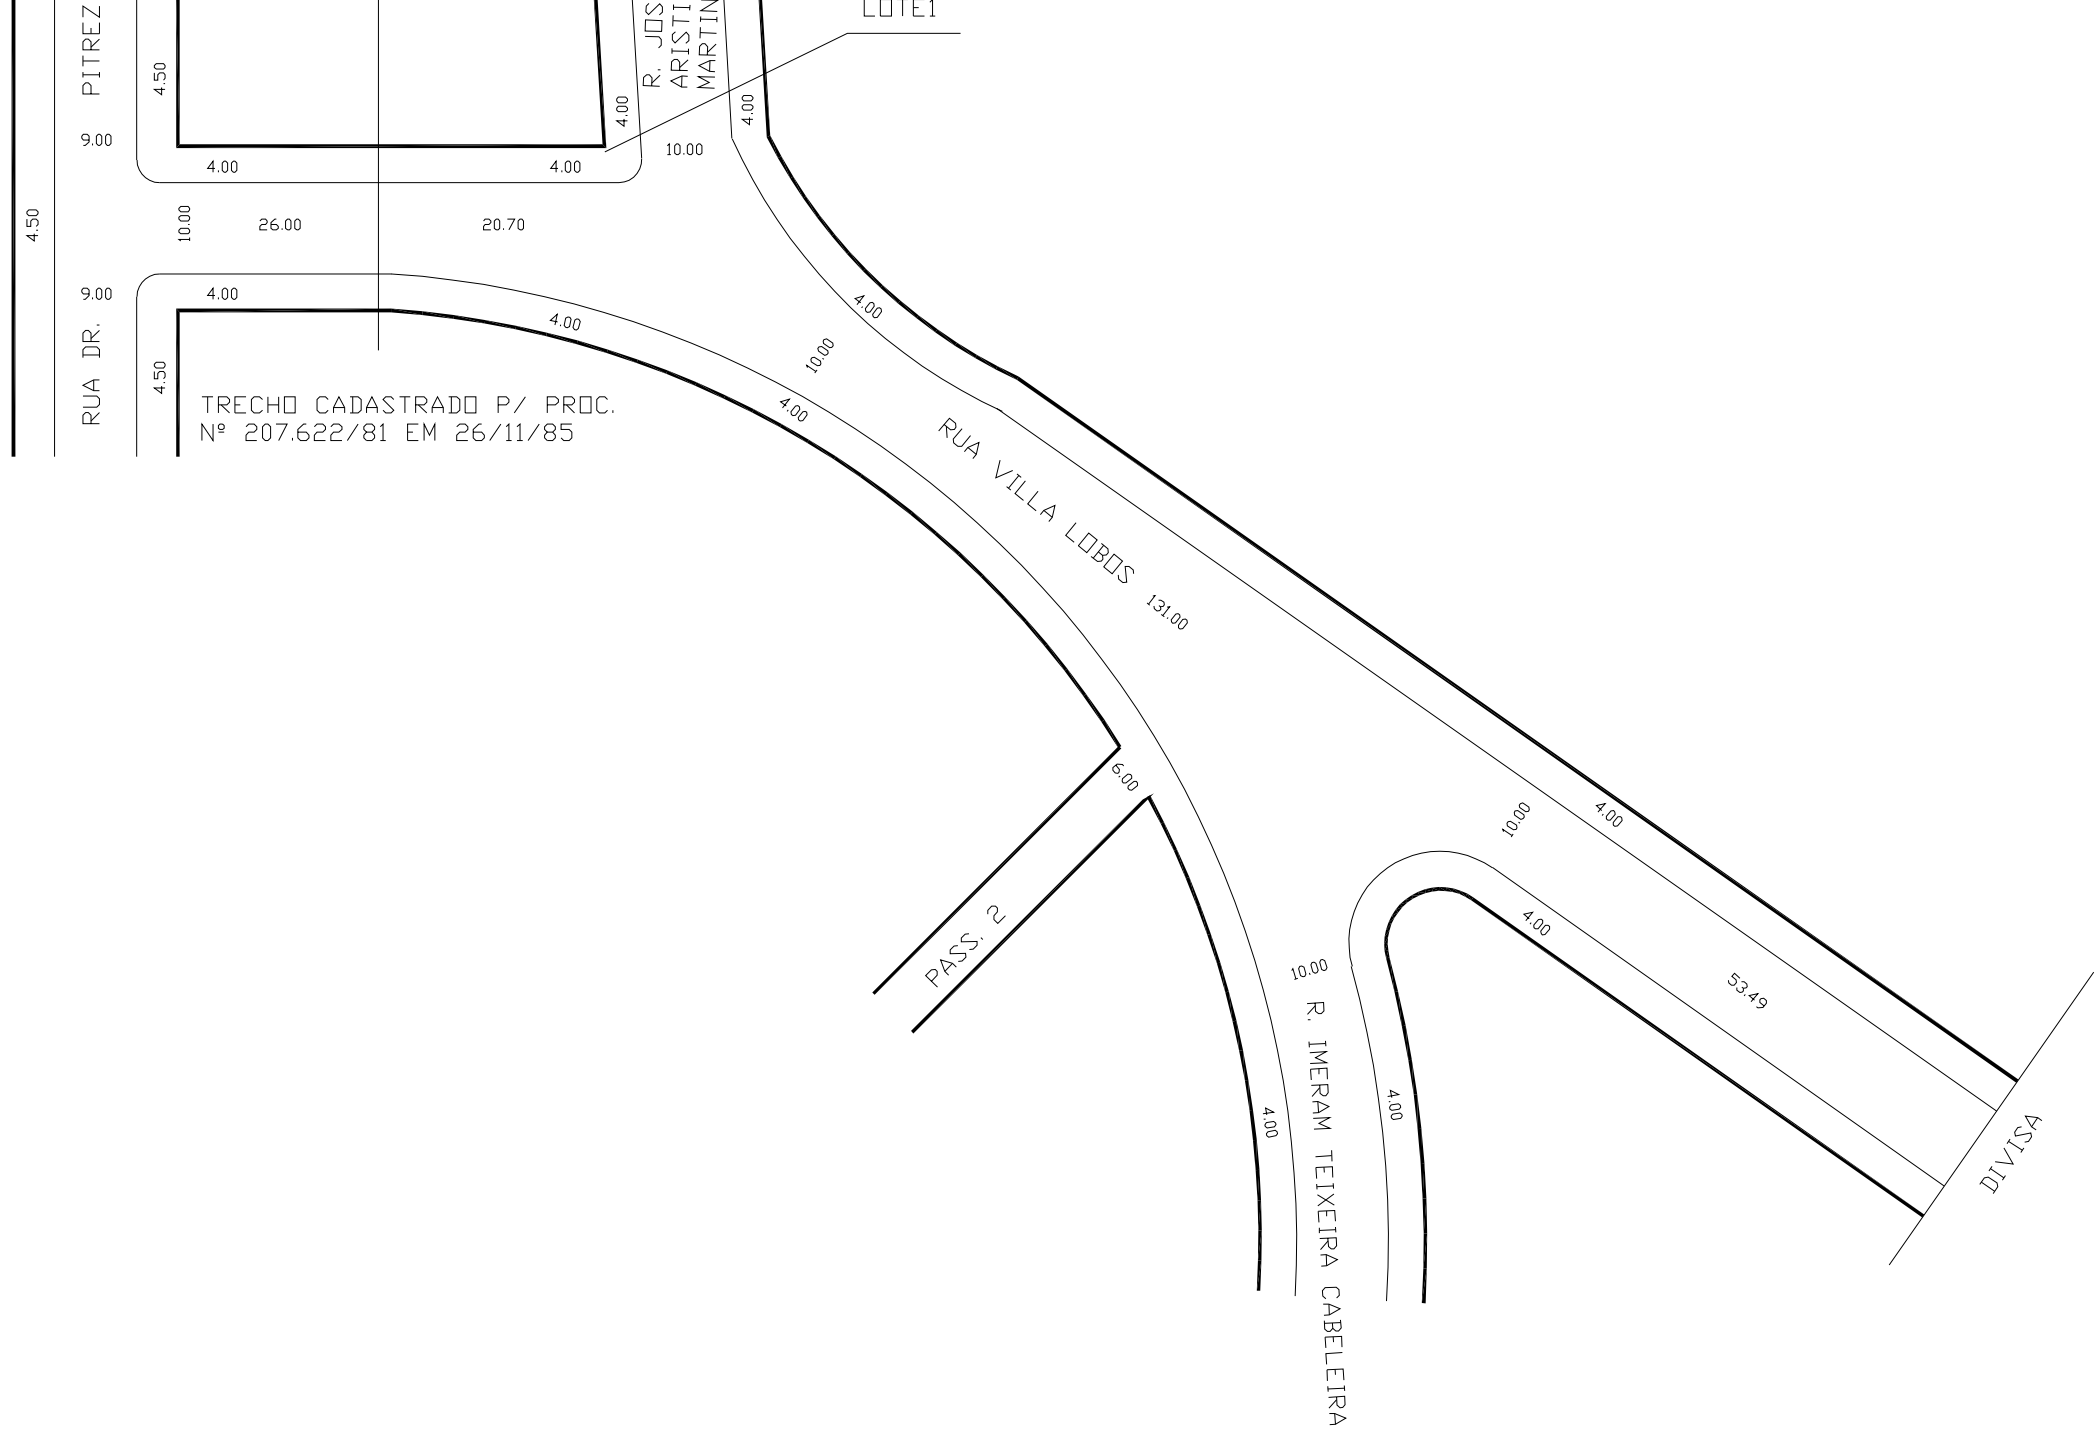 LOTE1
PITREZ
R. JOS
ARISTI
MARTIN
4.50
4.00
4.00
9.00
10.00
4.00
4.00
4.50
10.00
26.00
20.70
9.00
4.00
4.00
4.00
RUA DR.
4.50
10.00
TRECHO CADASTRADO P/ PROC.
Nº 207.622/81 EM 26/11/85
4.00
RUA VILLA LOBOS
131.00
6.00
10.00
4.00
PASS. 2
4.00
10.00
53.49
R. IMERAM TEIXEIRA CABELEIRA
4.00
4.00
DIVISA